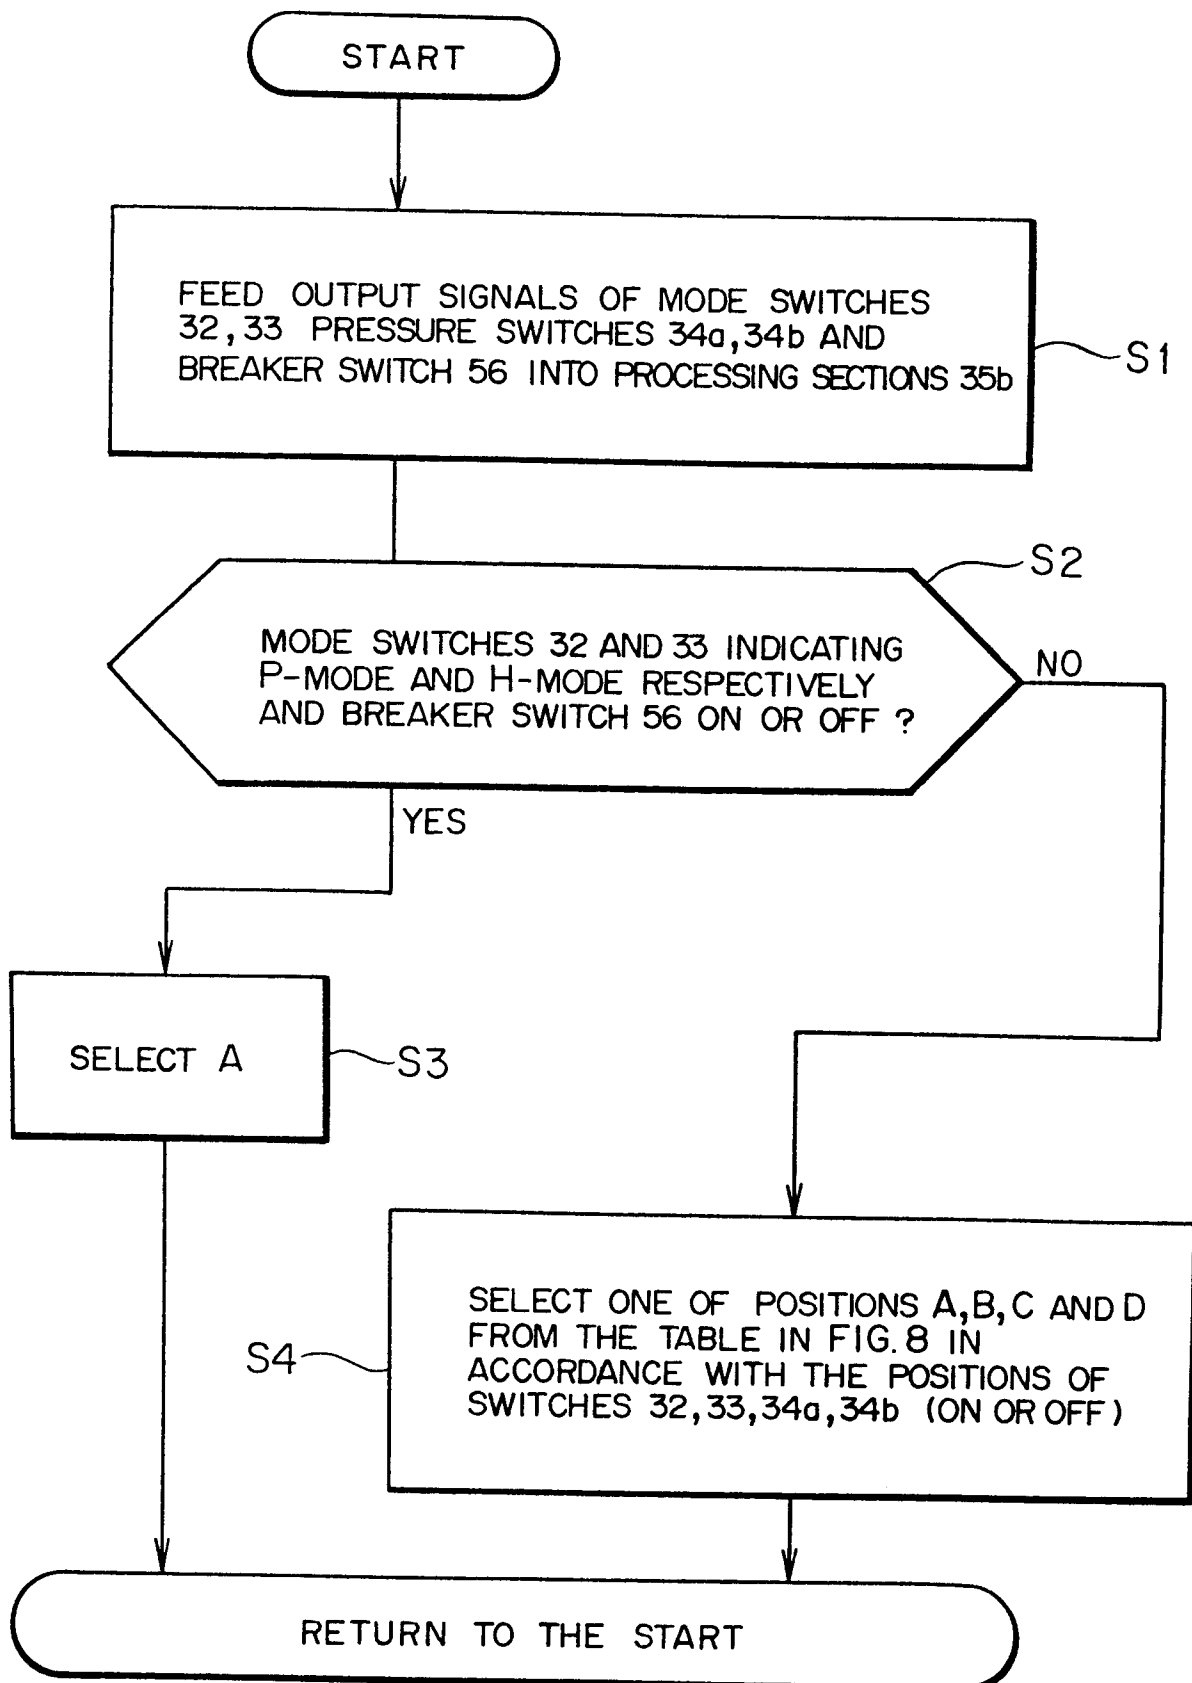 START
FEED OUTPUT SIGNALS OF MODE SWITCHES
32,33 PRESSURE SWITCHES 34a,34b AND
BREAKER SWITCH 56 INTO PROCESSING SECTIONS 35b
S1
S2
MODE SWITCHES 32 AND 33 INDICATING
P-MODE AND H-MODE RESPECTIVELY
AND BREAKER SWITCH 56 ON OR OFF ?
NO
YES
SELECT A
S3
SELECT ONE OF POSITIONS A,B,C AND D
FROM THE TABLE IN FIG.8 IN
ACCORDANCE WITH THE POSITIONS OF
SWITCHES 32,33,34a,34b (ON OR OFF)
S4
RETURN TO THE START